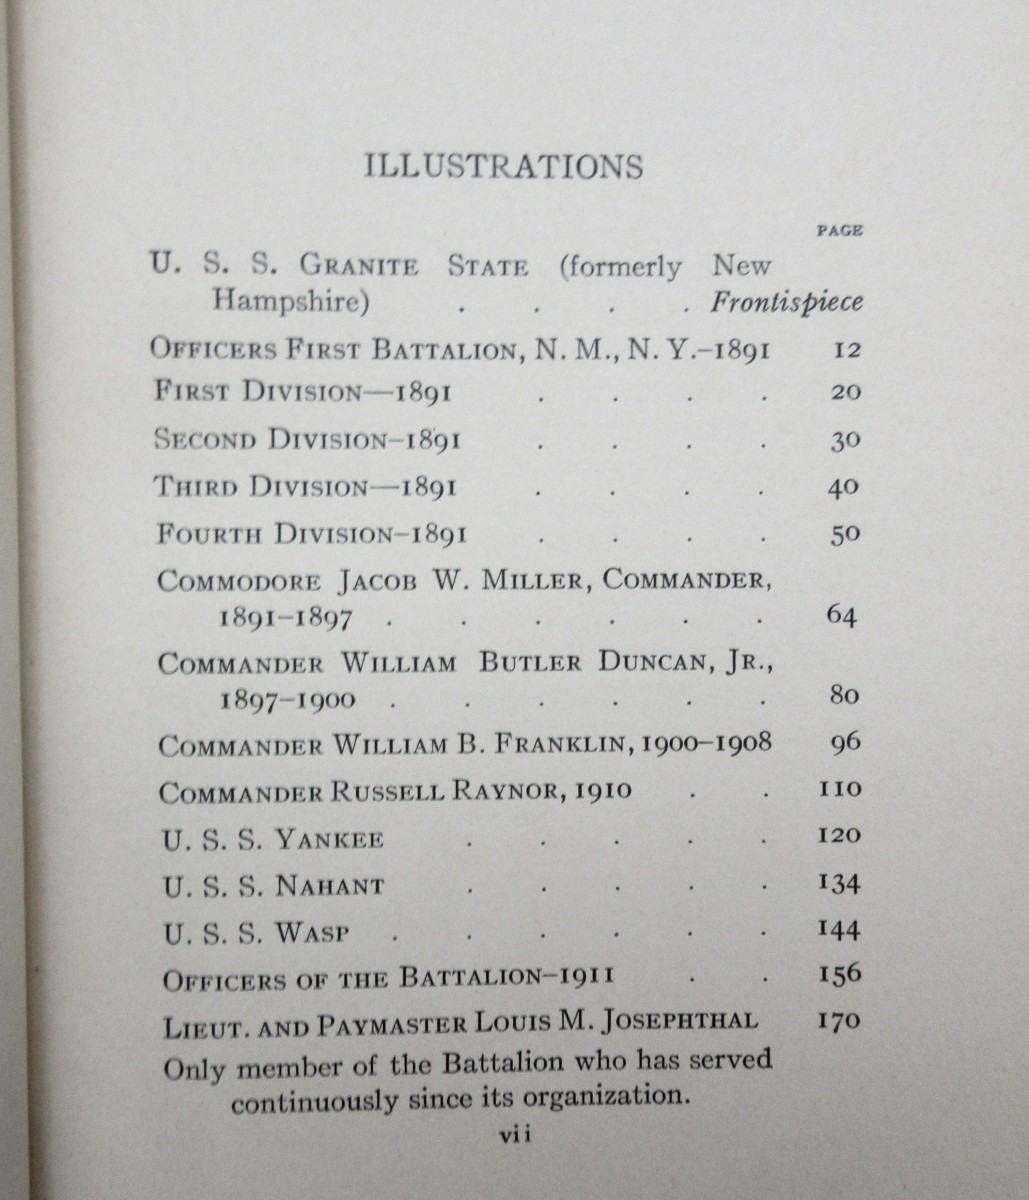 ILLUSTRATIONS
PAGE
U. S. S. GRANITE STATE (formerly New
Hampshire) . . . . Frontispiece
OFFICERS FIRST BATTALION, N. M., N. Y.–1891 12
FIRST DIVISION—1891 . . . . 20
SECOND DIVISION–1891 . . . . 30
THIRD DIVISION—1891 . . . . 40
FOURTH DIVISION–1891 . . . . 50
COMMODORE JACOB W. MILLER, COMMANDER,
1891–1897 . . . . . . 64
COMMANDER WILLIAM BUTLER DUNCAN, JR.,
1897–1900 . . . . . . 80
COMMANDER WILLIAM B. FRANKLIN, 1900–1908 96
COMMANDER RUSSELL RAYNOR, 1910 . . 110
U. S. S. YANKEE . . . . . 120
U. S. S. NAHANT . . . . . 134
U. S. S. WASP . . . . . . 144
OFFICERS OF THE BATTALION–1911 . . 156
LIEUT. AND PAYMASTER LOUIS M. JOSEPHTHAL 170
Only member of the Battalion who has served
continuously since its organization.
vii